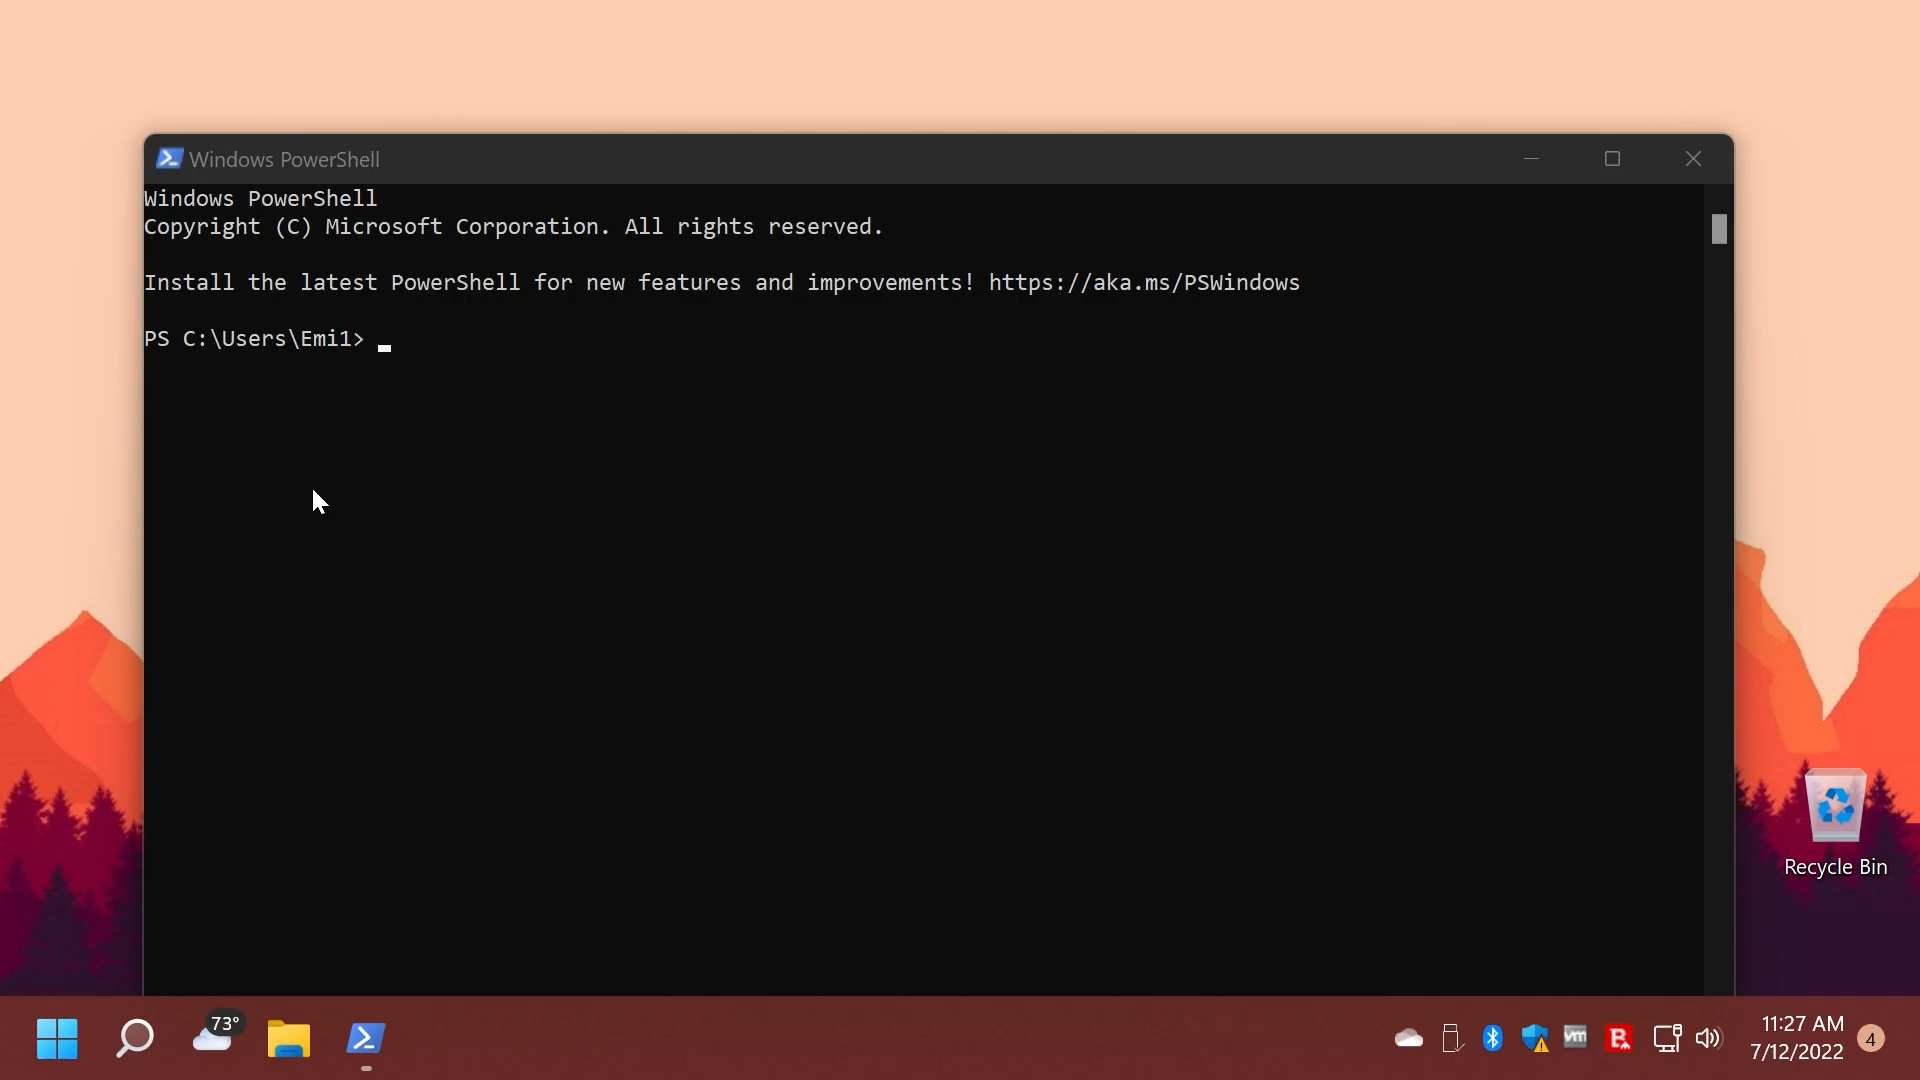 Windows PowerShell
Windows PowerShell
Copyright (C) Microsoft Corporation. All rights reserved.
Install the latest PowerShell for new features and improvements! https://aka.ms/PSWindows
PS C:\Users\Emi1>
Recycle Bin
73°
vm
B
11:27 AM
7/12/2022
4